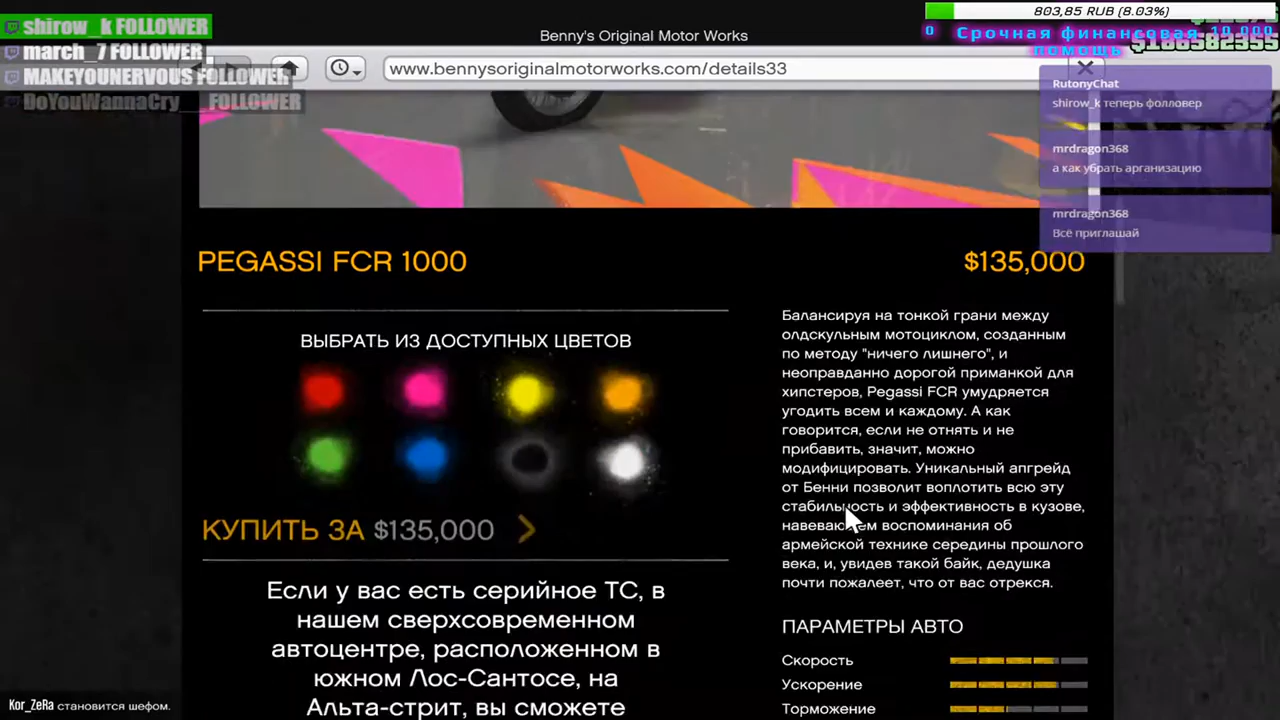 shirow_k FOLLOWER
march_7 FOLLOWER
MAKEYOUNERVOUS FOLLOWER
DoYouWannaCry__ FOLLOWER
Benny's Original Motor Works
803,85 RUB (8.03%)
0 Срочная финансовая 10 000
помощь
$188582355
www.bennysoriginalmotorworks.com/details33
RutonyChat
shirow_k теперь фолловер
mrdragon368
а как убрать арганизацию
mrdragon368
Всё приглашай
PEGASSI FCR 1000
$135,000
ВЫБРАТЬ ИЗ ДОСТУПНЫХ ЦВЕТОВ
КУПИТЬ ЗА $135,000
Если у вас есть серийное ТС, в
нашем сверхсовременном
автоцентре, расположенном в
южном Лос-Сантосе, на
Альта-стрит, вы сможете
Балансируя на тонкой грани между
олдскульным мотоциклом, созданным
по методу "ничего лишнего", и
неоправданно дорогой приманкой для
хипстеров, Pegassi FCR умудряется
угодить всем и каждому. А как
говорится, если не отнять и не
прибавить, значит, можно
модифицировать. Уникальный апгрейд
от Бенни позволит воплотить всю эту
стабильность и эффективность в кузове,
навевающем воспоминания об
армейской технике середины прошлого
века, и, увидев такой байк, дедушка
почти пожалеет, что от вас отрекся.
ПАРАМЕТРЫ АВТО
Скорость
Ускорение
Торможение
Kor_ZeRa становится шефом.